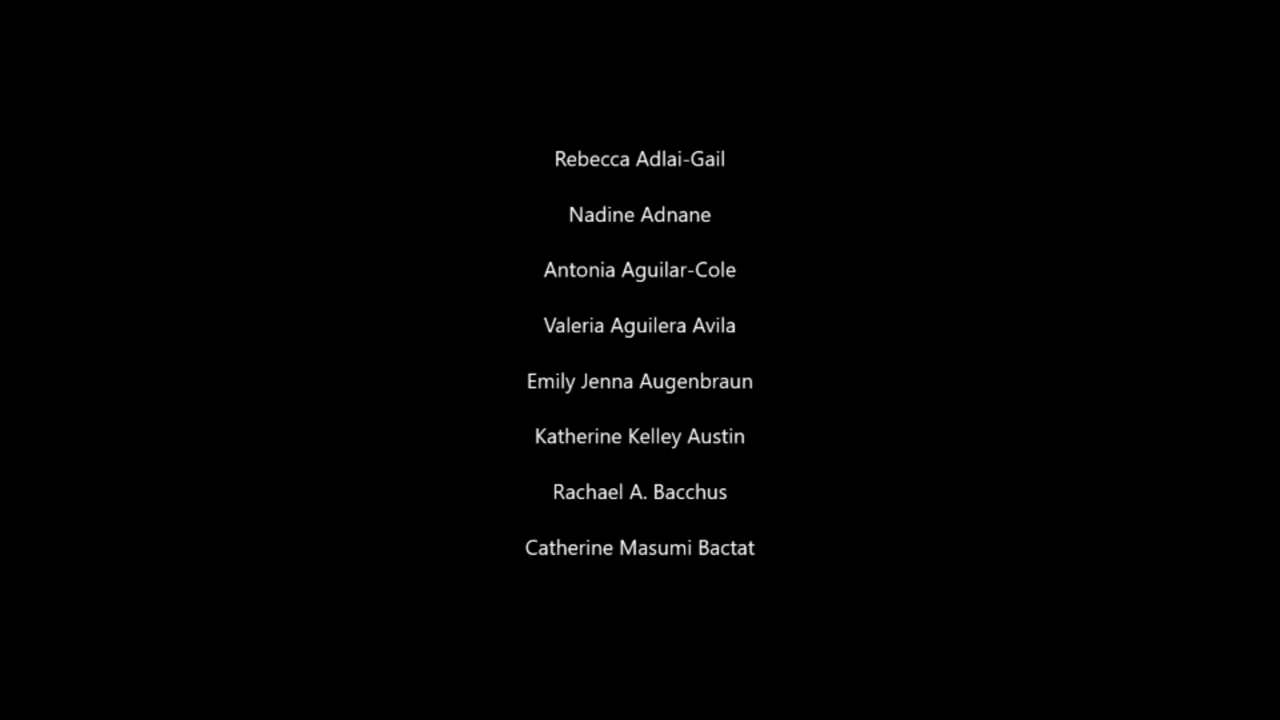 Rebecca Adlai-Gail
Nadine Adnane
Antonia Aguilar-Cole
Valeria Aguilera Avila
Emily Jenna Augenbraun
Katherine Kelley Austin
Rachael A. Bacchus
Catherine Masumi Bactat